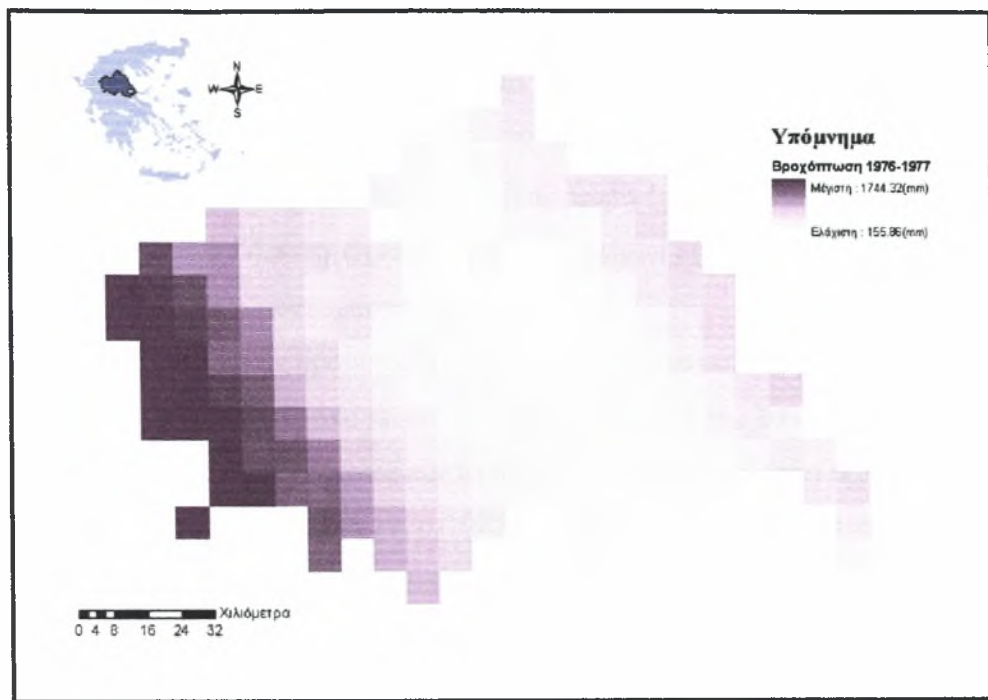 N
W E
S
Υπόμνημα
Βροχόπτωση 1976-1977
Μέγιστη : 1744.32(mm)
Ελάχιστη : 155.86(mm)
Χιλιόμετρα
0 4 8 16 24 32